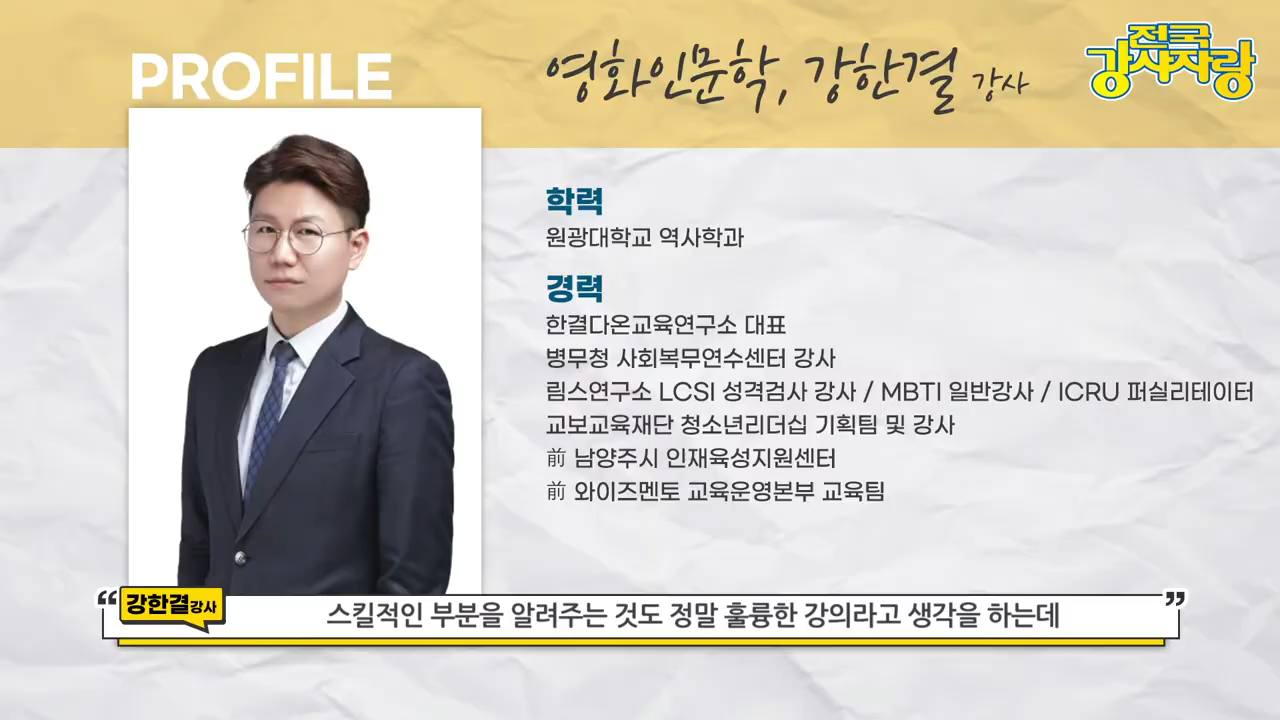 PROFILE
영화인문학, 강한결 강사
전국
강사자랑
학력
원광대학교 역사학과
경력
한결다온교육연구소 대표
병무청 사회복무연수센터 강사
림스연구소 LCSI 성격검사 강사 / MBTI 일반강사 / ICRU 퍼실리테이터
교보교육재단 청소년리더십 기획팀 및 강사
前 남양주시 인재육성지원센터
前 와이즈멘토 교육운영본부 교육팀
“ 강한결강사 스킬적인 부분을 알려주는 것도 정말 훌륭한 강의라고 생각을 하는데 ”